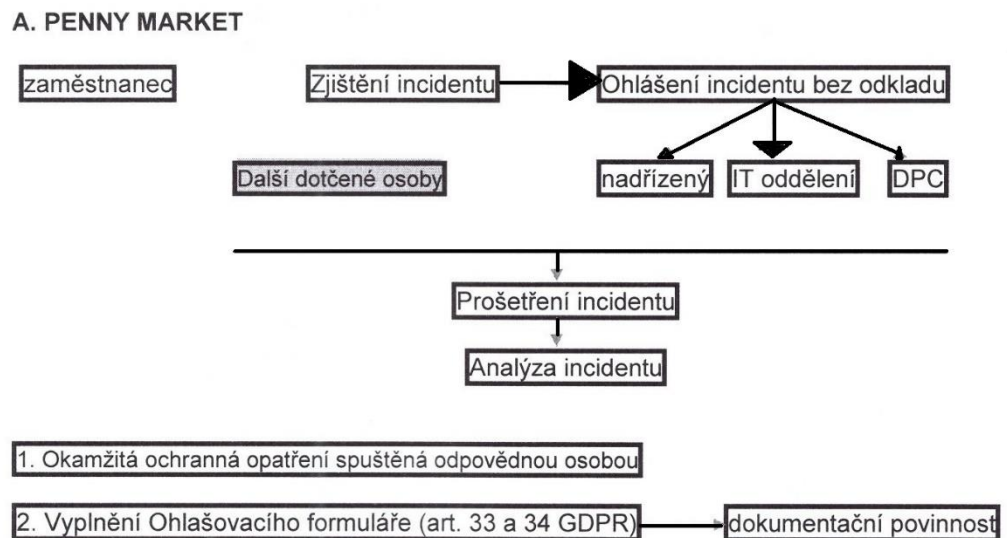 A. PENNY MARKET
zaměstnanec
Zjištění incidentu
Ohlášení incidentu bez odkladu
Další dotčené osoby
nadřízený
IT oddělení
DPC
Prošetření incidentu
Analýza incidentu
1. Okamžitá ochranná opatření spuštěná odpovědnou osobou
2. Vyplnění Ohlašovacího formuláře (art. 33 a 34 GDPR)
dokumentační povinnost